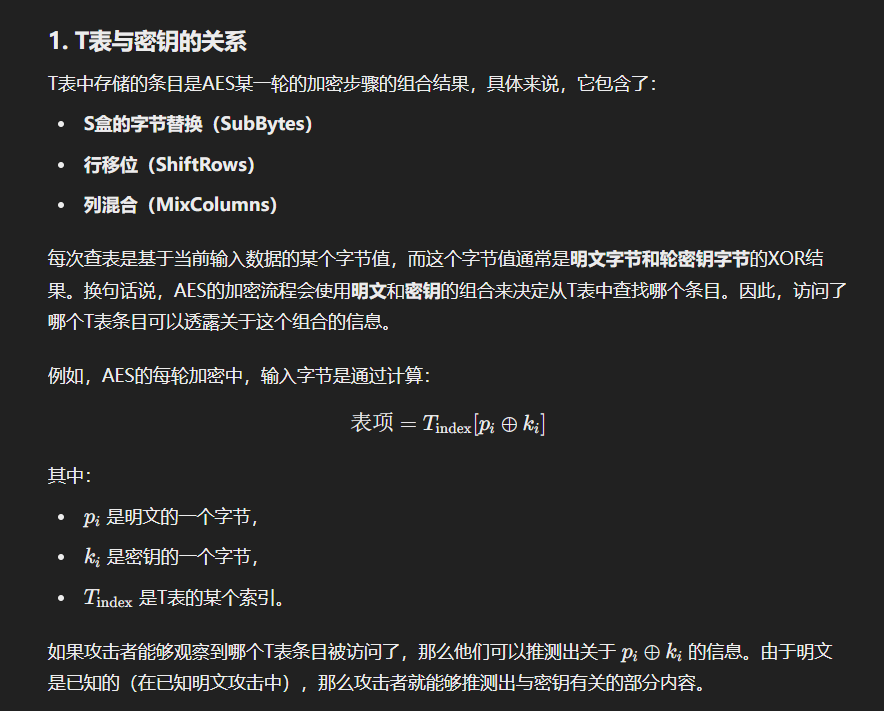 1. T表与密钥的关系
T表中存储的条目是AES某一轮的加密步骤的组合结果，具体来说，它包含了：
• S盒的字节替换（SubBytes）
• 行移位（ShiftRows）
• 列混合（MixColumns）
每次查表是基于当前输入数据的某个字节值，而这个字节值通常是明文字节和轮密钥字节的XOR结
果。换句话说，AES的加密流程会使用明文和密钥的组合来决定从T表中查找哪个条目。因此，访问了
哪个T表条目可以透露关于这个组合的信息。
例如，AES的每轮加密中，输入字节是通过计算：
表项 = T_index[p_i ⊕ k_i]
其中：
• p_i 是明文的一个字节，
• k_i 是密钥的一个字节，
• T_index 是T表的某个索引。
如果攻击者能够观察到哪个T表条目被访问了，那么他们可以推测出关于 p_i ⊕ k_i 的信息。由于明文
是已知的（在已知明文攻击中），那么攻击者就能够推测出与密钥有关的部分内容。